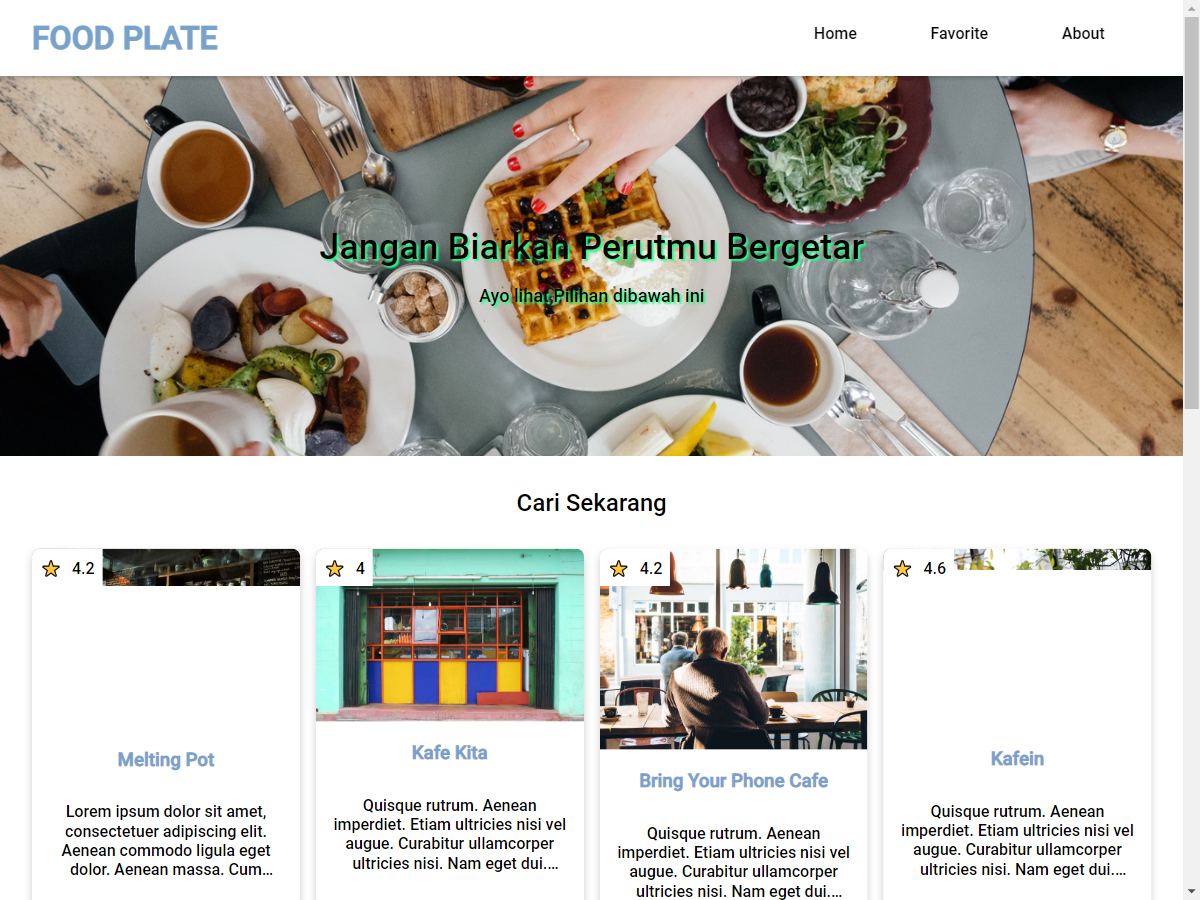 FOOD PLATE
Home
Favorite
About
Jangan Biarkan Perutmu Bergetar
Ayo lihat Pilihan dibawah ini
Cari Sekarang
4.2
4
4.2
4.6
Melting Pot
Lorem ipsum dolor sit amet,
consectetuer adipiscing elit.
Aenean commodo ligula eget
dolor. Aenean massa. Cum...
Kafe Kita
Quisque rutrum. Aenean
imperdiet. Etiam ultricies nisi vel
augue. Curabitur ullamcorper
ultricies nisi. Nam eget dui....
Bring Your Phone Cafe
Quisque rutrum. Aenean
imperdiet. Etiam ultricies nisi vel
augue. Curabitur ullamcorper
ultricies nisi. Nam eget dui....
Kafein
Quisque rutrum. Aenean
imperdiet. Etiam ultricies nisi vel
augue. Curabitur ullamcorper
ultricies nisi. Nam eget dui....